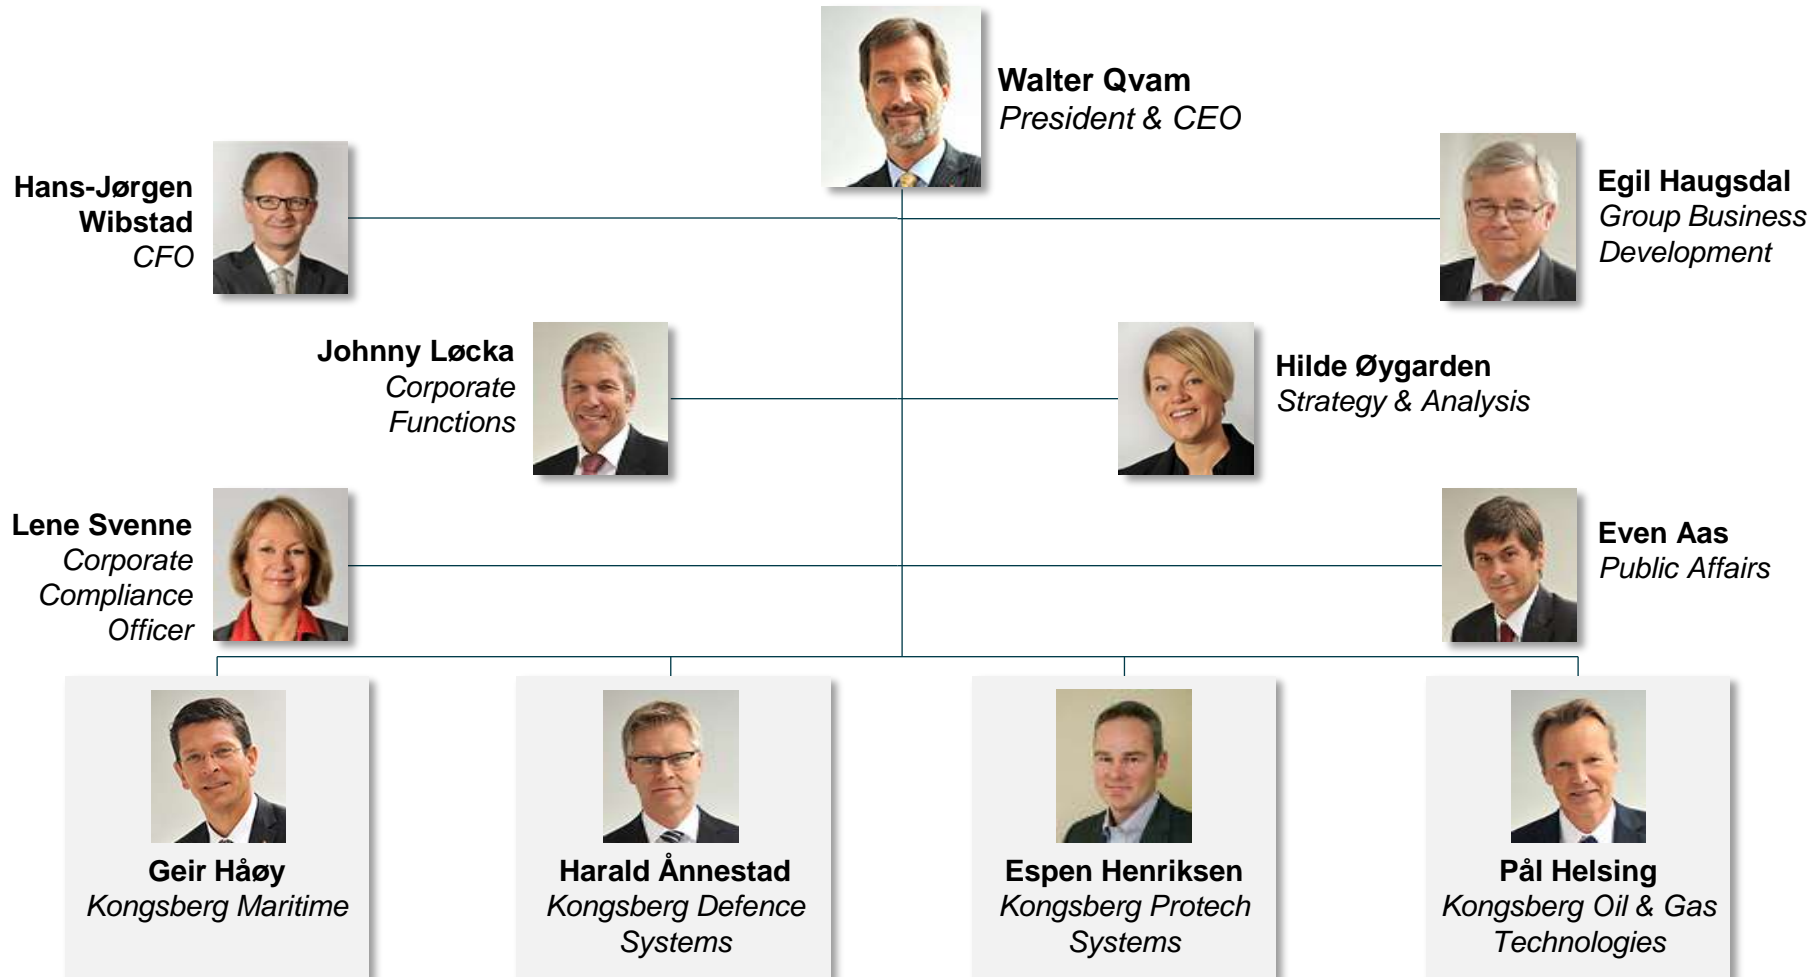 Walter Qvam
President & CEO
Hans-Jørgen
Wibstad
CFO
Egil Haugsdal
Group Business
Development
Johnny Løcka
Corporate
Functions
Hilde Øygarden
Strategy & Analysis
Lene Svenne
Corporate
Compliance
Officer
Even Aas
Public Affairs
Geir Håøy
Kongsberg Maritime
Harald Ånnestad
Kongsberg Defence
Systems
Espen Henriksen
Kongsberg Protech
Systems
Pål Helsing
Kongsberg Oil & Gas
Technologies